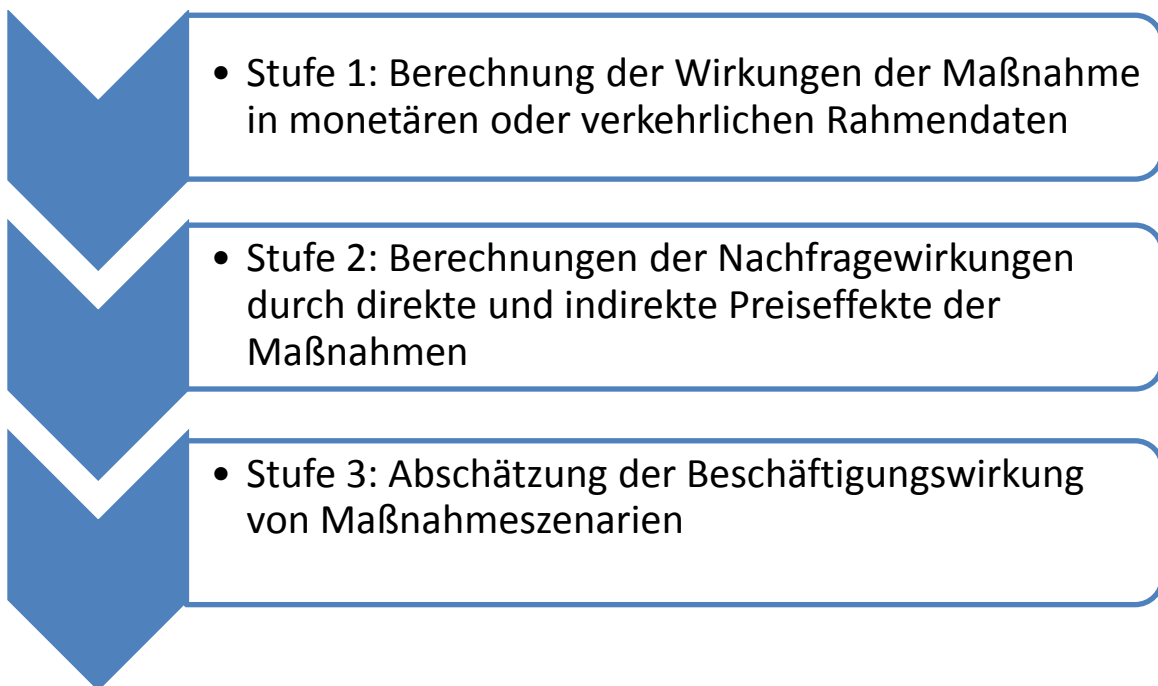 • Stufe 1: Berechnung der Wirkungen der Maßnahme
in monetären oder verkehrlichen Rahmendaten
• Stufe 2: Berechnungen der Nachfragewirkungen
durch direkte und indirekte Preiseffekte der
Maßnahmen
• Stufe 3: Abschätzung der Beschäftigungswirkung
von Maßnahmeszenarien